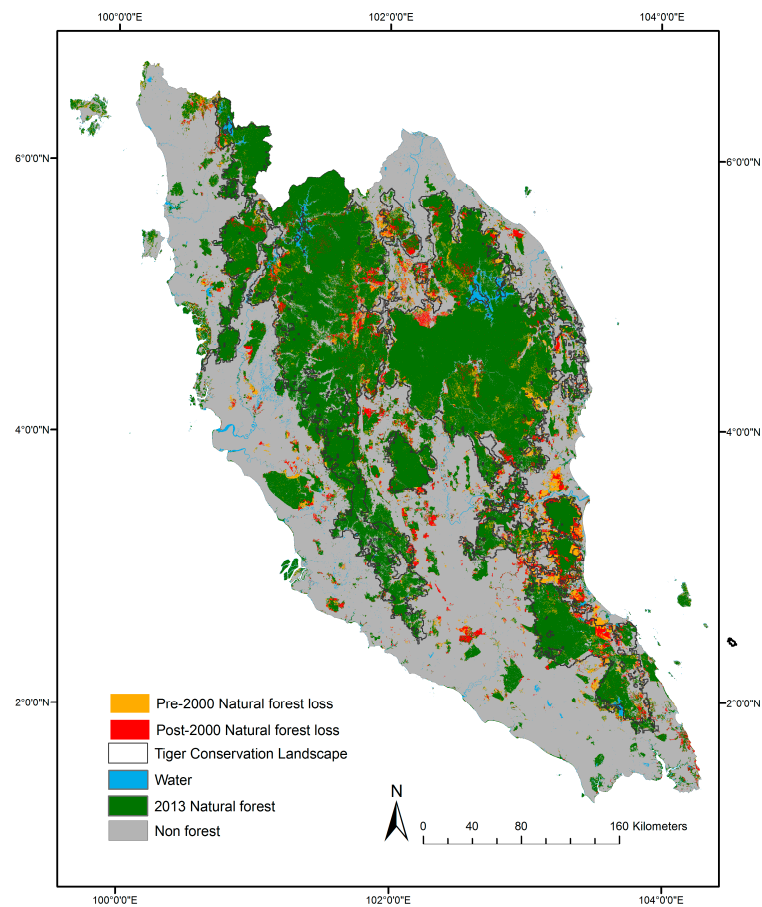 100°0'0"E 102°0'0"E 104°0'0"E
6°0'0"N 6°0'0"N
4°0'0"N 4°0'0"N
2°0'0"N 2°0'0"N
Pre-2000 Natural forest loss
Post-2000 Natural forest loss
Tiger Conservation Landscape
Water
2013 Natural forest
Non forest
N
0 40 80 160 Kilometers
100°0'0"E 102°0'0"E 104°0'0"E